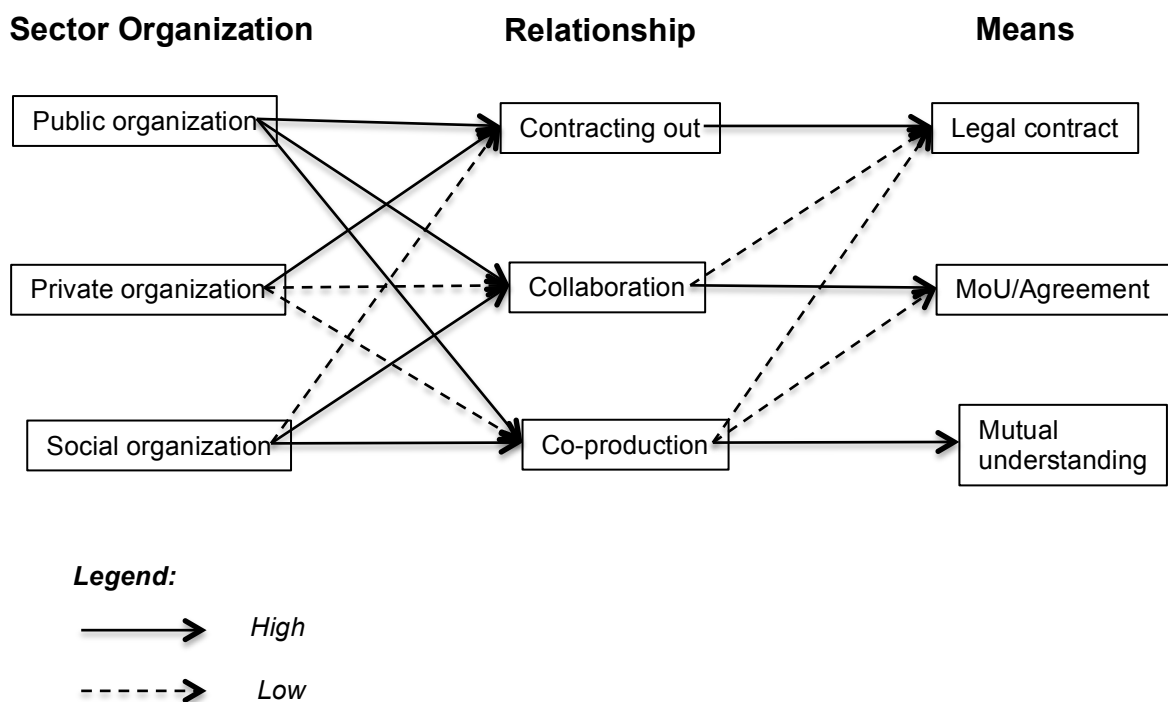 Sector Organization
Relationship
Means
Public organization
Contracting out
Legal contract
Private organization
Collaboration
MoU/Agreement
Social organization
Co-production
Mutual
understanding
Legend:
High
Low